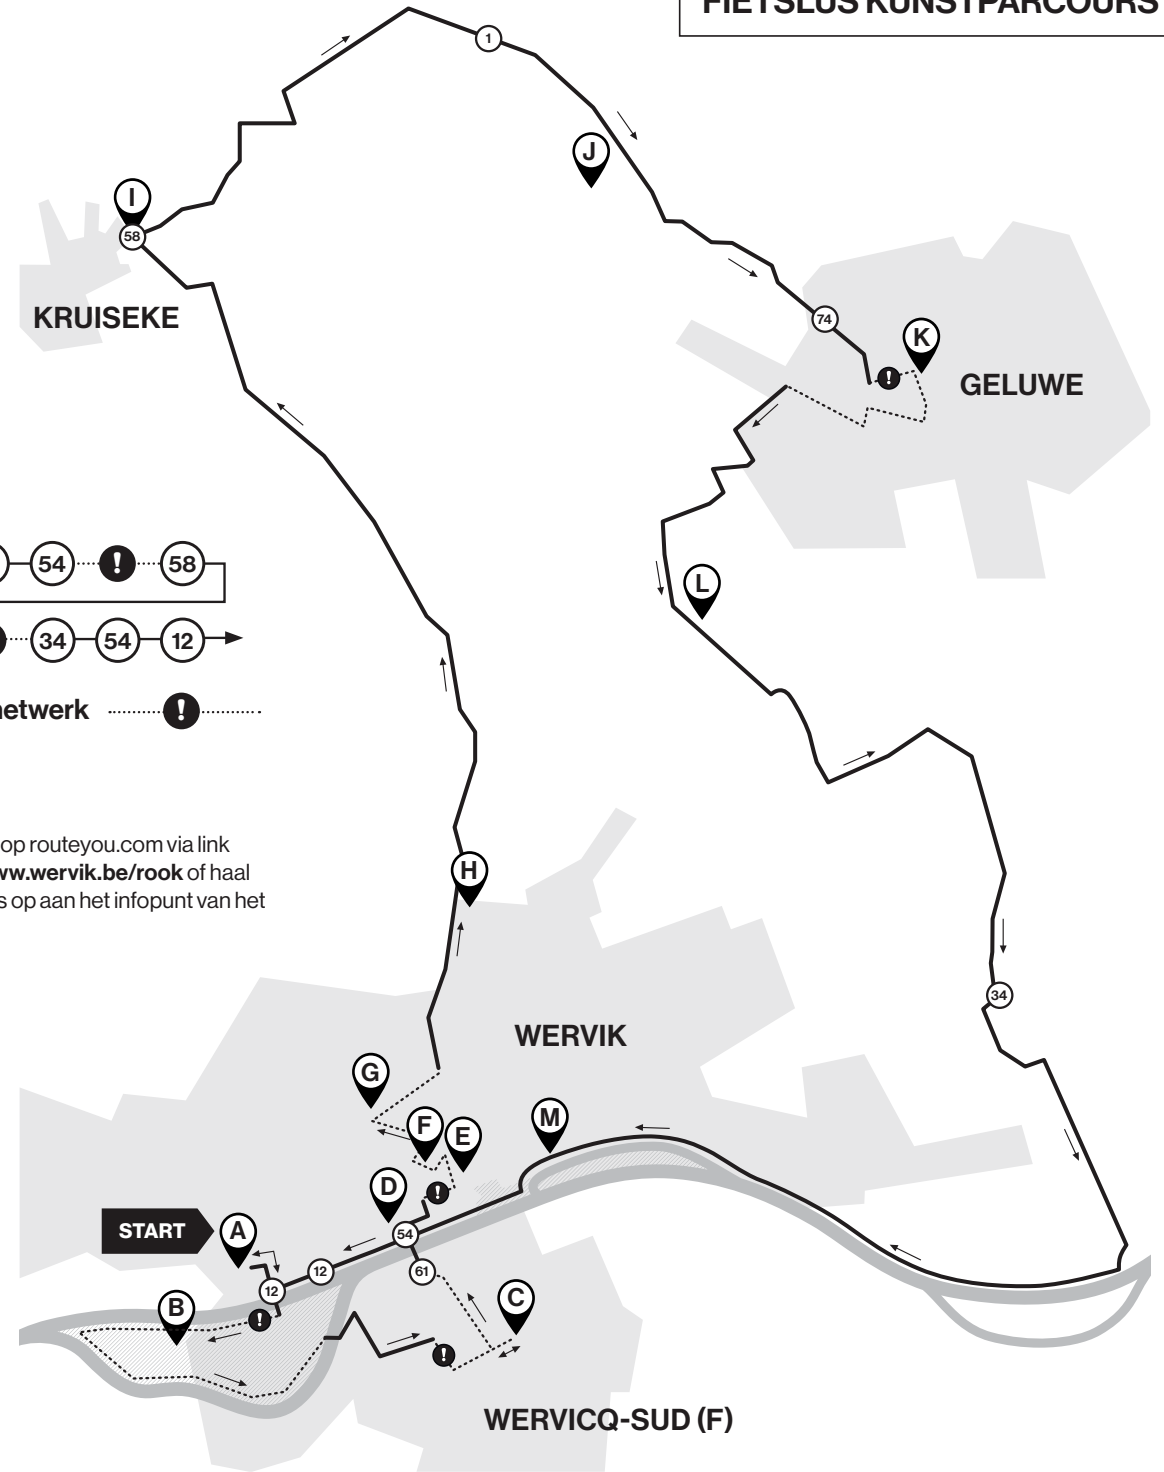 FIETSLUS KUNSTPARCOURS
1
J
I
58
KRUISEKE
74
K
GELUWE
54 ! 58
L
34 54 12
netwerk !
op routeyou.com via link
ww.wervik.be/rook of haal
s op aan het infopunt van het
H
34
WERVIK
G
F
E
M
D
!
START
A
54
12
61
12
B
C
!
!
WERVICQ-SUD (F)